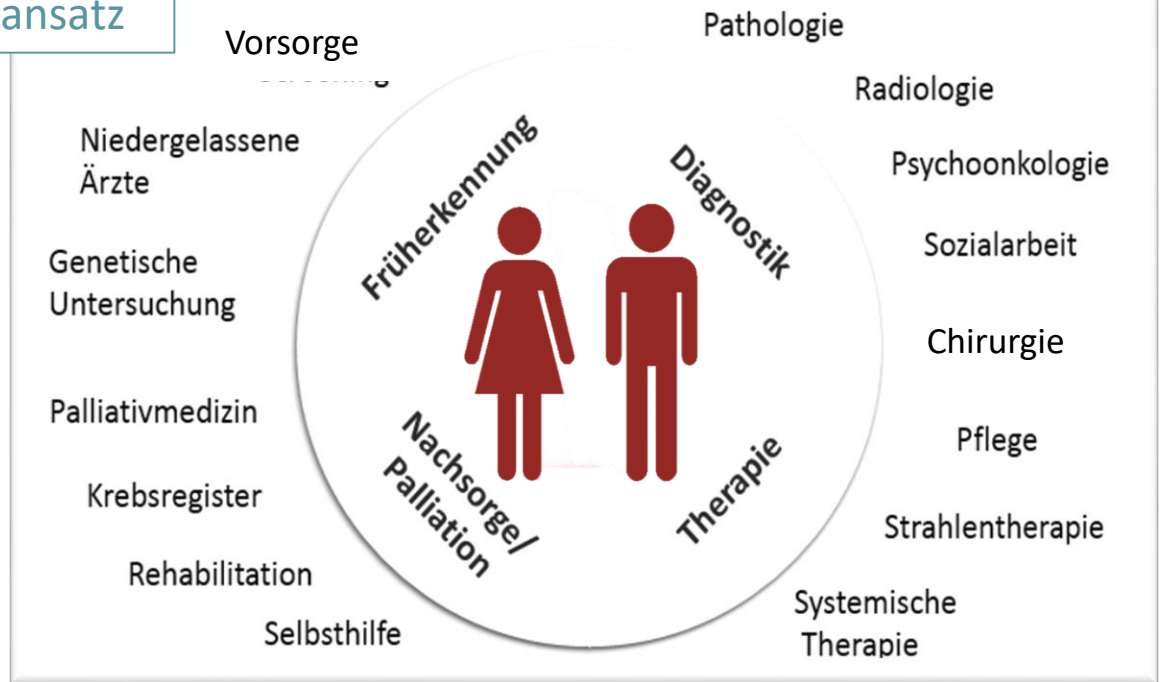 ansatz
Vorsorge
Pathologie
Radiologie
Niedergelassene
Ärzte
Psychoonkologie
Genetische
Untersuchung
Sozialarbeit
Chirurgie
Palliativmedizin
Pflege
Krebsregister
Strahlentherapie
Rehabilitation
Systemische
Therapie
Selbsthilfe
Früherkennung
Diagnostik
Nachsorge/
Palliation
Therapie